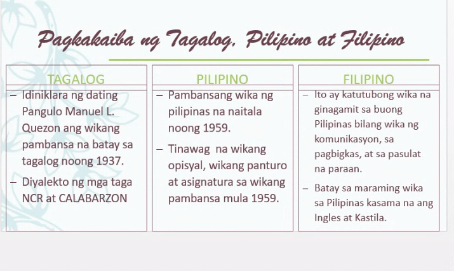 Pagkakaiba ng Tagalog, Pilipino at Filipino
TAGALOG
– Idiniklara ng dating
Pangulo Manuel L.
Quezon ang wikang
pambansa na batay sa
tagalog noong 1937.
– Diyalekto ng mga taga
NCR at CALABARZON
PILIPINO
– Pambansang wika ng
pilipinas na naitala
noong 1959.
– Tinawag na wikang
opisyal, wikang panturo
at asignatura sa wikang
pambansa mula 1959.
FILIPINO
– Ito ay katutubong wika na
ginagamit sa buong
Pilipinas bilang wika ng
komunikasyon, sa
pagbigkas, at sa pasulat
na paraan.
– Batay sa maraming wika
sa Pilipinas kasama na ang
Ingles at Kastila.